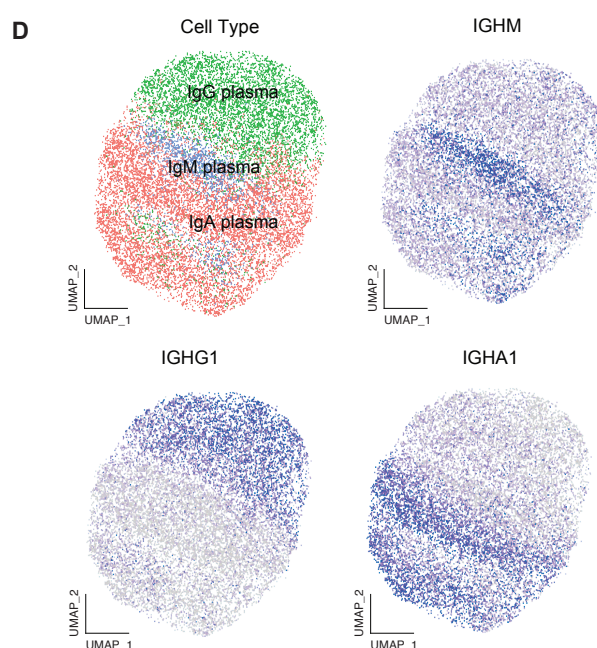 D
Cell Type
IGHM
IgG plasma
IgM plasma
IgA plasma
UMAP_2
UMAP_1
UMAP_2
UMAP_1
IGHG1
IGHA1
UMAP_2
UMAP_1
UMAP_2
UMAP_1